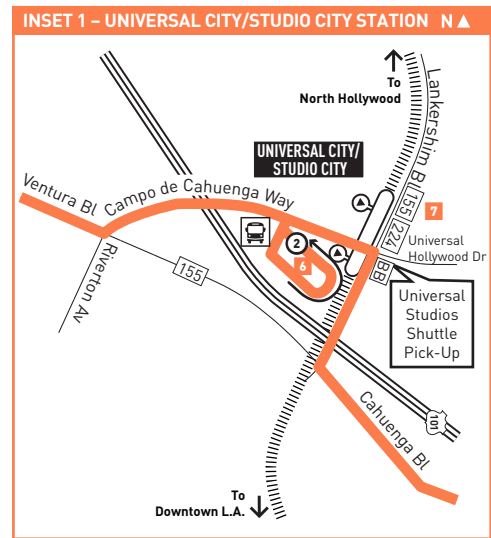 INSET 1 – UNIVERSAL CITY/STUDIO CITY STATION N
To
North Hollywood
Lankershim Bl
UNIVERSAL CITY/
STUDIO CITY
Ventura Bl
Campo de Cahuenga Way
155
224
7
2
6
Universal
Hollywood Dr
BB
Riverton Av
155
Universal
Studios
Shuttle
Pick-Up
101
Cahuenga Bl
To
Downtown L.A.